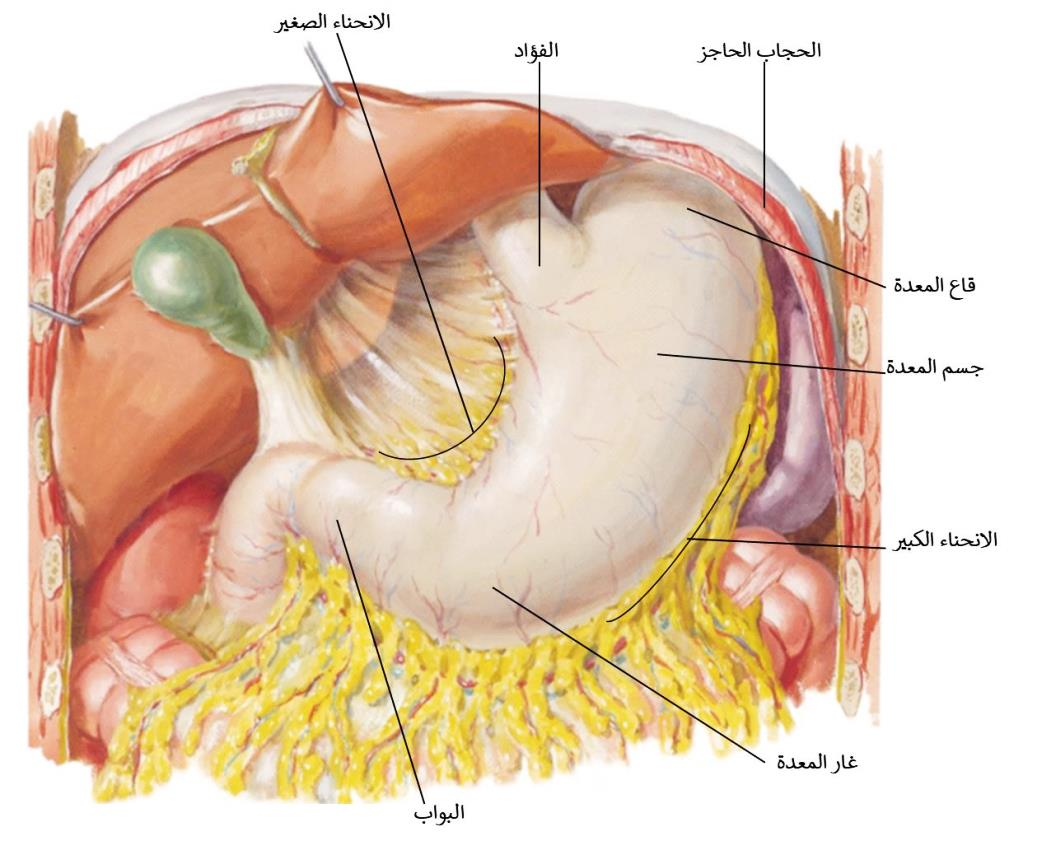 الانحناء الصغير
الفؤاد
الحجاب الحاجز
قاع المعدة
جسم المعدة
الانحناء الكبير
غار المعدة
البواب